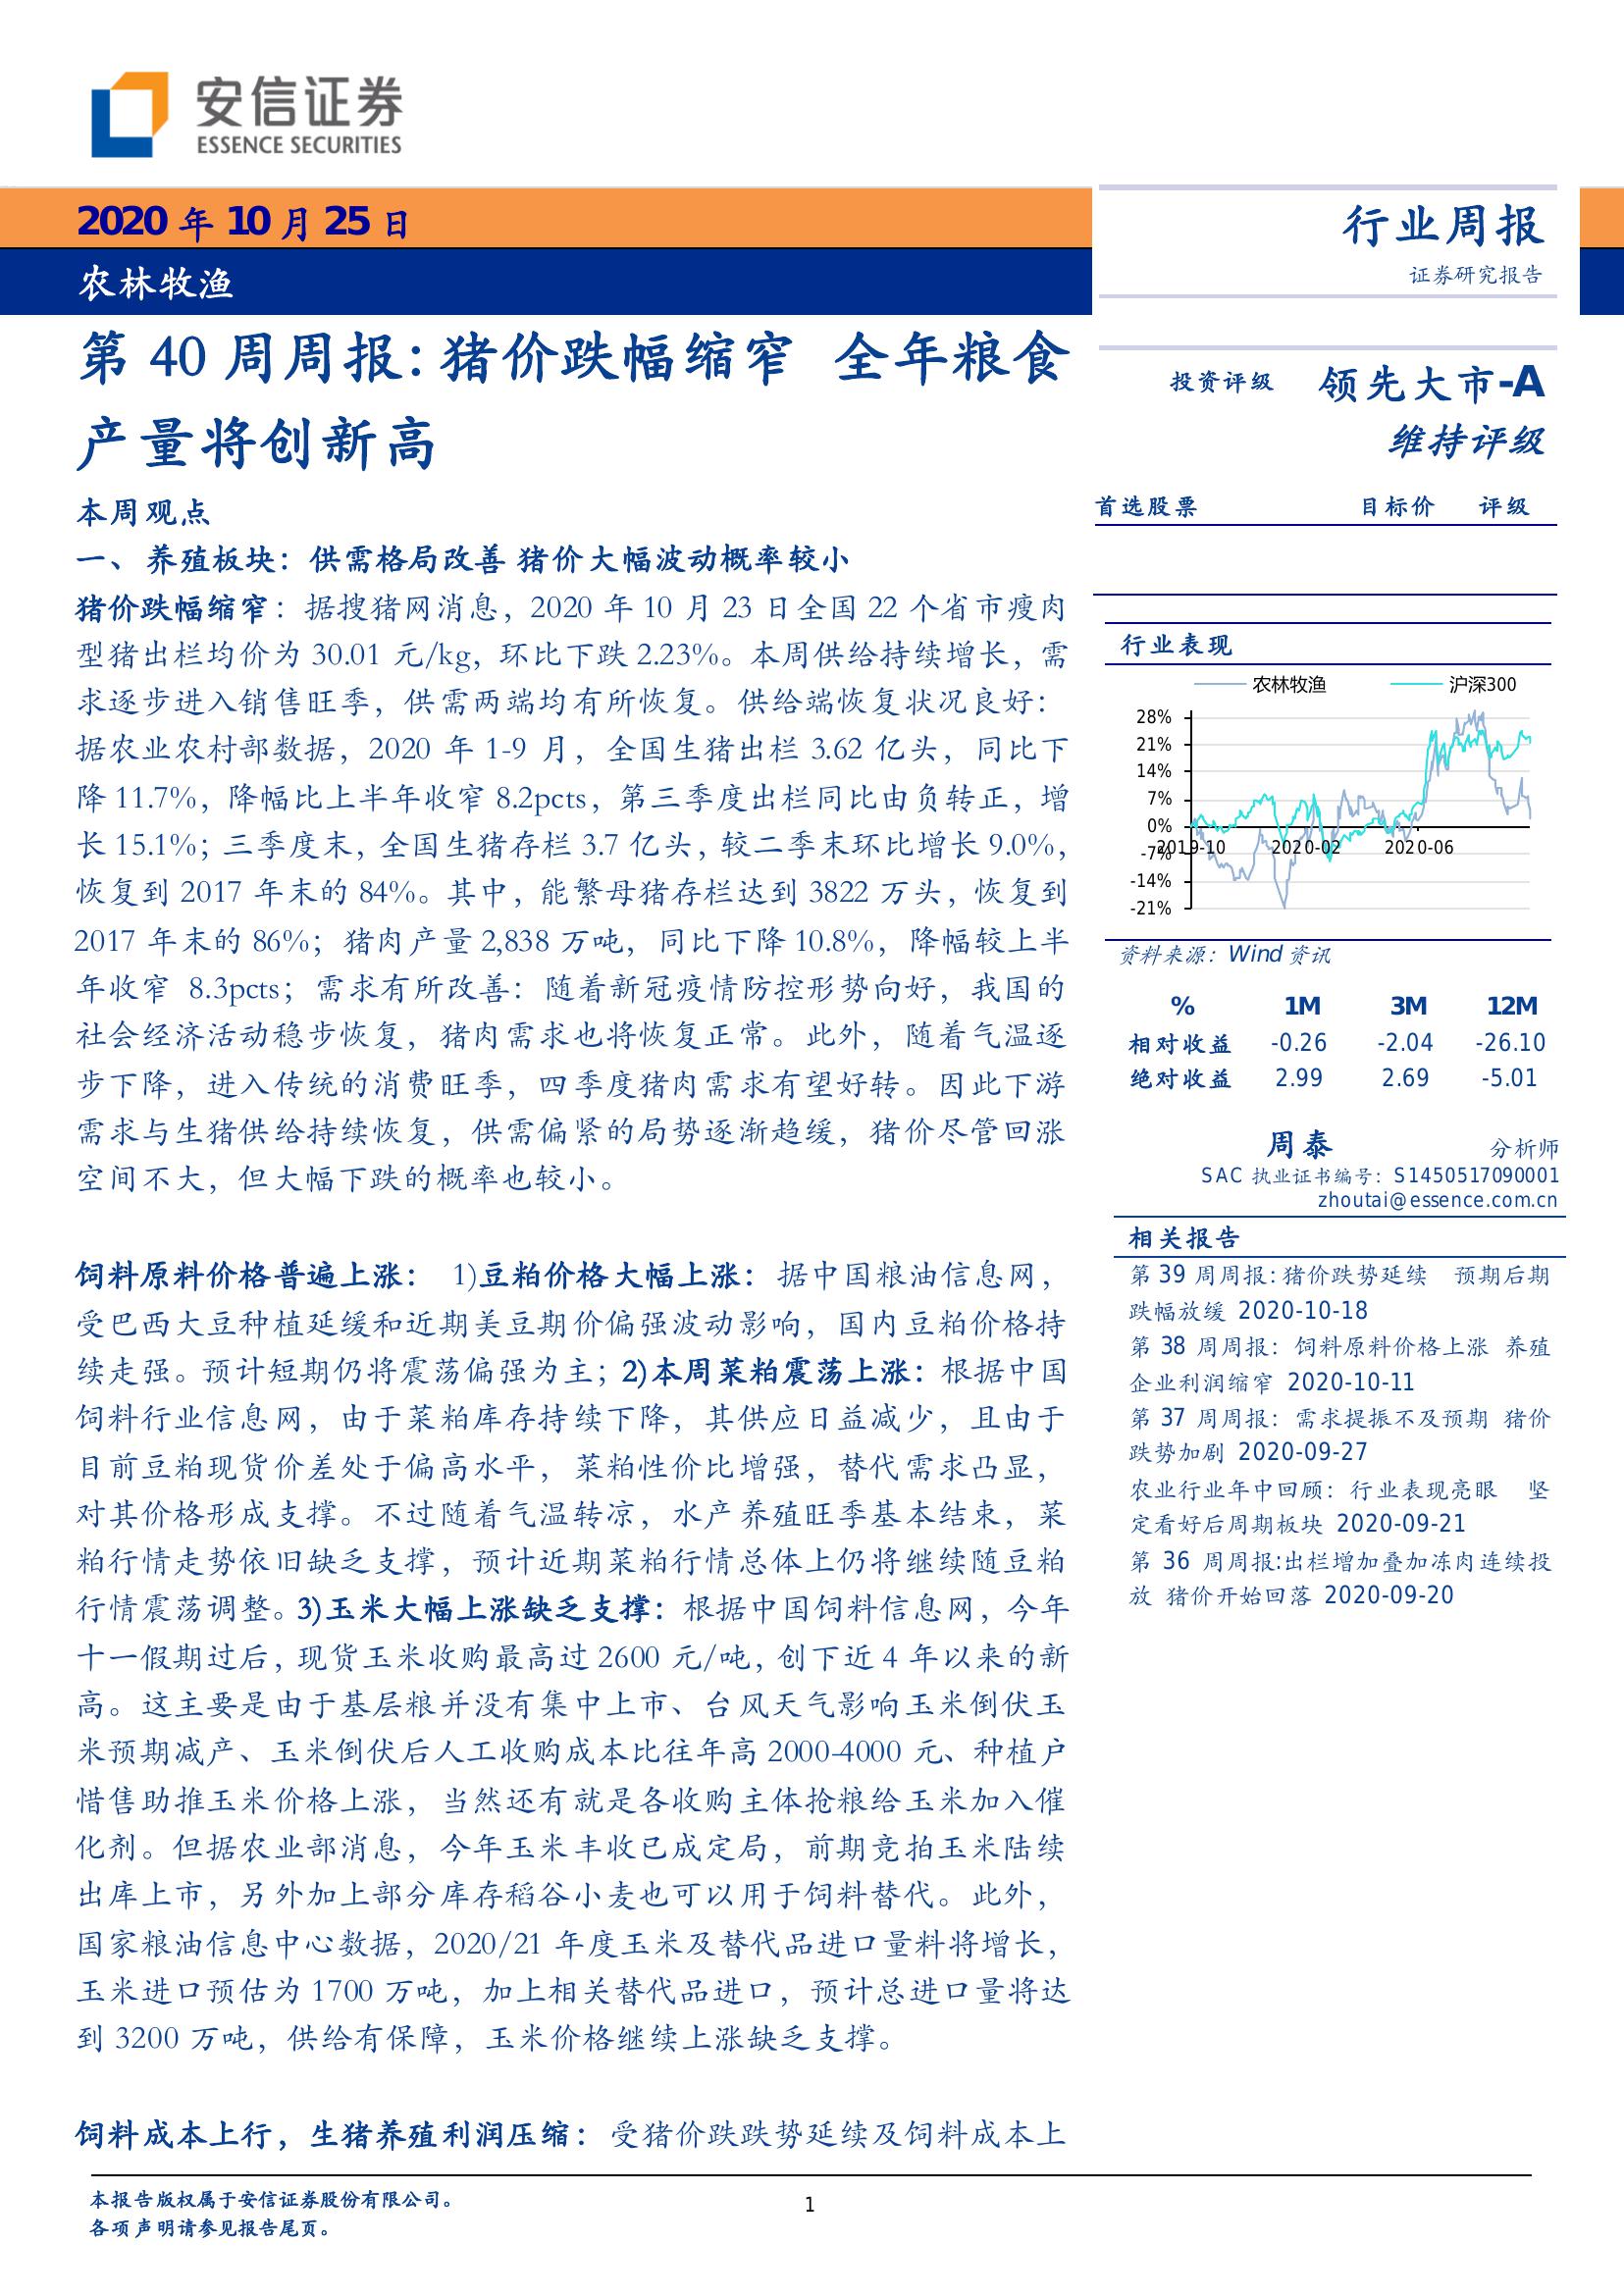 安信证券
ESSENCE SECURITIES
2020 年 10 月 25 日
农林牧渔
行业周报
证券研究报告
第 40 周周报：猪价跌幅缩窄 全年粮食
产量将创新高
本周观点
一、 养殖板块：供需格局改善 猪价大幅波动概率较小
猪价跌幅缩窄：据搜猪网消息，2020 年 10 月 23 日全国 22 个省市瘦肉
型猪出栏均价为 30.01 元/kg，环比下跌 2.23%。本周供给持续增长，需
求逐步进入销售旺季，供需两端均有所恢复。供给端恢复状况良好：
据农业农村部数据，2020 年 1-9 月，全国生猪出栏 3.62 亿头，同比下
降 11.7%，降幅比上半年收窄 8.2pcts，第三季度出栏同比由负转正，增
长 15.1%；三季度末，全国生猪存栏 3.7 亿头，较二季末环比增长 9.0%，
恢复到 2017 年末的 84%。其中，能繁母猪存栏达到 3822 万头，恢复到
2017 年末的 86%；猪肉产量 2,838 万吨，同比下降 10.8%，降幅较上半
年收窄 8.3pcts；需求有所改善：随着新冠疫情防控形势向好，我国的
社会经济活动稳步恢复，猪肉需求也将恢复正常。此外，随着气温逐
步下降，进入传统的消费旺季，四季度猪肉需求有望好转。因此下游
需求与生猪供给持续恢复，供需偏紧的局势逐渐趋缓，猪价尽管回涨
空间不大，但大幅下跌的概率也较小。
饲料原料价格普遍上涨： 1)豆粕价格大幅上涨：据中国粮油信息网，
受巴西大豆种植延缓和近期美豆期价偏强波动影响，国内豆粕价格持
续走强。预计短期仍将震荡偏强为主；2)本周菜粕震荡上涨：根据中国
饲料行业信息网，由于菜粕库存持续下降，其供应日益减少，且由于
目前豆粕现货价差处于偏高水平，菜粕性价比增强，替代需求凸显，
对其价格形成支撑。不过随着气温转凉，水产养殖旺季基本结束，菜
粕行情走势依旧缺乏支撑，预计近期菜粕行情总体上仍将继续随豆粕
行情震荡调整。3)玉米大幅上涨缺乏支撑：根据中国饲料信息网，今年
十一假期过后，现货玉米收购最高过 2600 元/吨，创下近 4 年以来的新
高。这主要是由于基层粮并没有集中上市、台风天气影响玉米倒伏玉
米预期减产、玉米倒伏后人工收购成本比往年高 2000-4000 元、种植户
惜售助推玉米价格上涨，当然还有就是各收购主体抢粮给玉米加入催
化剂。但据农业部消息，今年玉米丰收已成定局，前期竞拍玉米陆续
出库上市，另外加上部分库存稻谷小麦也可以用于饲料替代。此外，
国家粮油信息中心数据，2020/21 年度玉米及替代品进口量料将增长，
玉米进口预估为 1700 万吨，加上相关替代品进口，预计总进口量将达
到 3200 万吨，供给有保障，玉米价格继续上涨缺乏支撑。
饲料成本上行，生猪养殖利润压缩：受猪价跌跌势延续及饲料成本上
投资评级 领先大市-A
维持评级
首选股票 目标价 评级
行业表现
农林牧渔 沪深300
28%
21%
14%
7%
0%
-7%
-14%
-21%
2019-10 2020-02 2020-06
资料来源：Wind 资讯
% 1M 3M 12M
相对收益 -0.26 -2.04 -26.10
绝对收益 2.99 2.69 -5.01
周泰 分析师
SAC 执业证书编号：S1450517090001
zhoutai@essence.com.cn
相关报告
第 39 周周报：猪价跌势延续 预期后期
跌幅放缓 2020-10-18
第 38 周周报：饲料原料价格上涨 养殖
企业利润缩窄 2020-10-11
第 37 周周报：需求提振不及预期 猪价
跌势加剧 2020-09-27
农业行业年中回顾：行业表现亮眼 坚
定看好后周期板块 2020-09-21
第 36 周周报:出栏增加叠加冻肉连续投
放 猪价开始回落 2020-09-20
本报告版权属于安信证券股份有限公司。
各项声明请参见报告尾页。
1